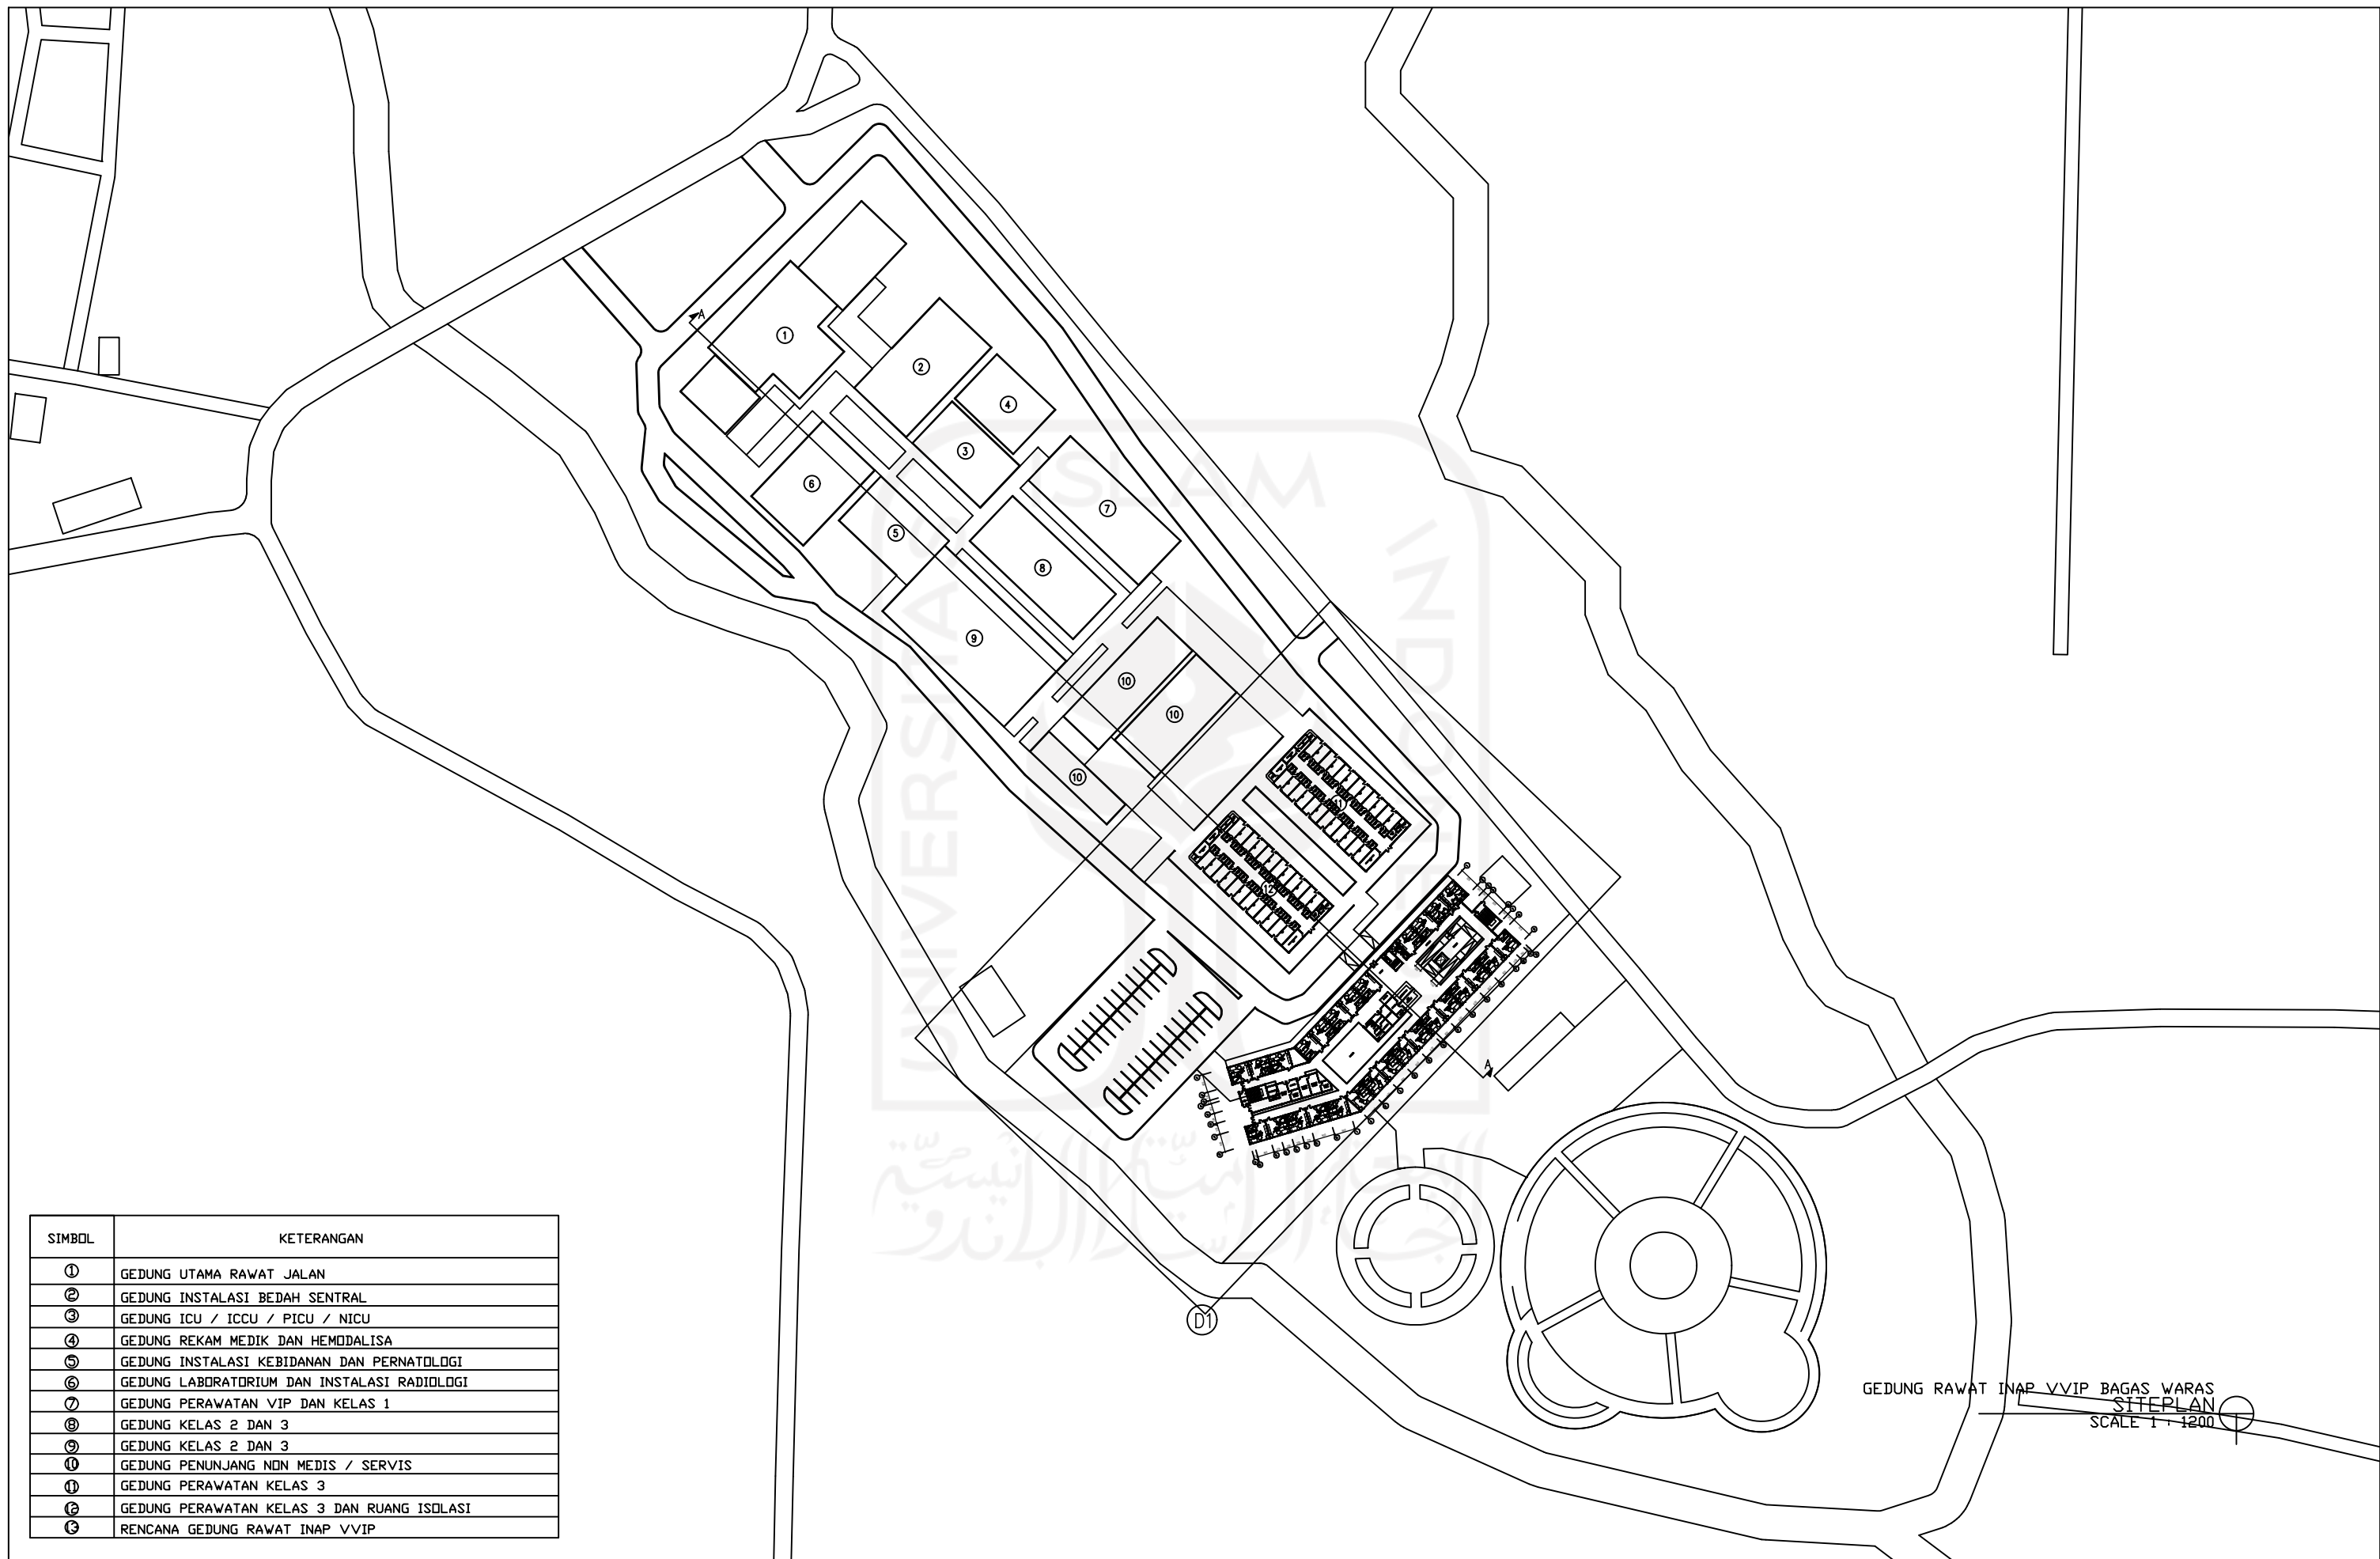 A
1
2
4
3
6
7
5
8
9
10
10
10
11
12
A
D1
ISLAM
UNIVERSITAS
INDONESIA
SIMBOL KETERANGAN
1 GEDUNG UTAMA RAWAT JALAN
2 GEDUNG INSTALASI BEDAH SENTRAL
3 GEDUNG ICU / ICCU / PICU / NICU
4 GEDUNG REKAM MEDIK DAN HEMODALISA
5 GEDUNG INSTALASI KEBIDANAN DAN PERNATOLOGI
6 GEDUNG LABORATORIUM DAN INSTALASI RADIOLOGI
7 GEDUNG PERAWATAN VIP DAN KELAS 1
8 GEDUNG KELAS 2 DAN 3
9 GEDUNG KELAS 2 DAN 3
10 GEDUNG PENUNJANG NON MEDIS / SERVIS
11 GEDUNG PERAWATAN KELAS 3
12 GEDUNG PERAWATAN KELAS 3 DAN RUANG ISOLASI
13 RENCANA GEDUNG RAWAT INAP VVIP
GEDUNG RAWAT INAP VVIP BAGAS WARAS
SITEPLAN
SCALE 1 : 1200